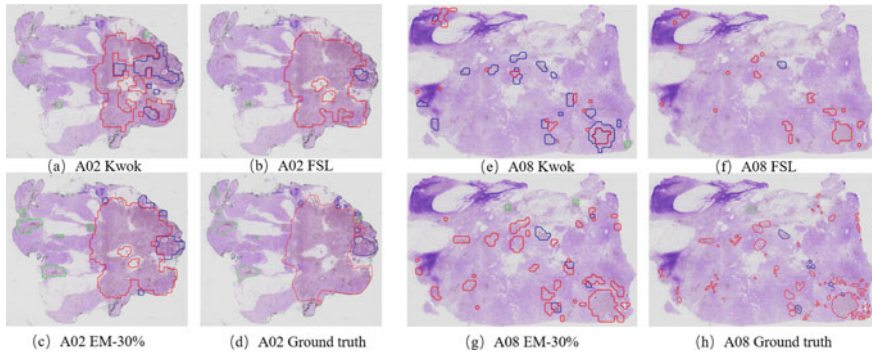 (a) A02 Kwok
(b) A02 FSL
(e) A08 Kwok
(f) A08 FSL
(c) A02 EM-30%
(d) A02 Ground truth
(g) A08 EM-30%
(h) A08 Ground truth